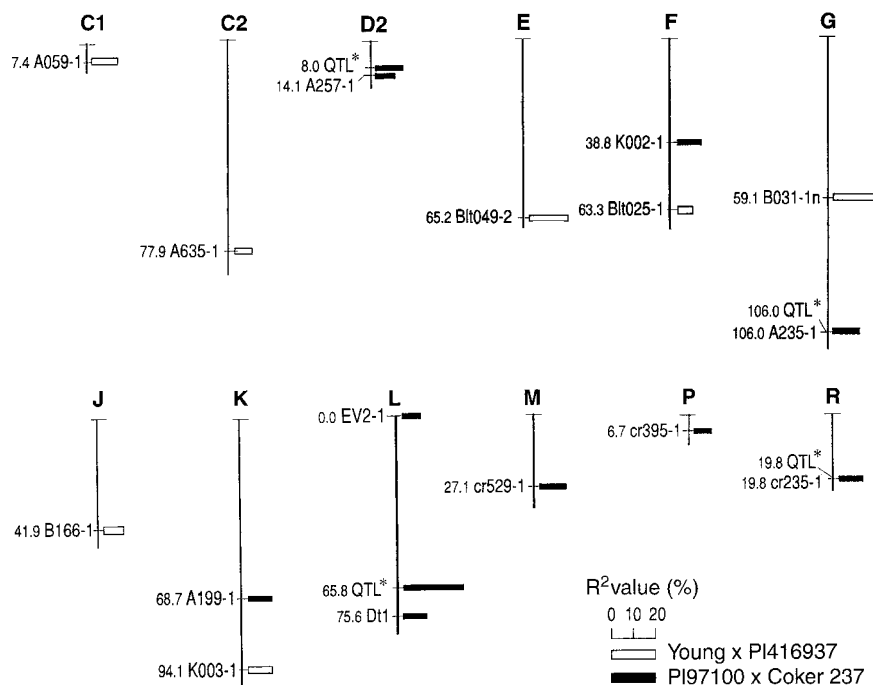 C1
C2
D2
E
F
G
7.4 A059-1
8.0 QTL*
14.1 A257-1
38.8 K002-1
59.1 B031-1n
65.2 Blt049-2
63.3 Blt025-1
77.9 A635-1
106.0 QTL*
106.0 A235-1
J
K
L
M
P
R
0.0 EV2-1
6.7 cr395-1
19.8 QTL*
19.8 cr235-1
27.1 cr529-1
41.9 B166-1
65.8 QTL*
68.7 A199-1
75.6 Dt1
94.1 K003-1
R2value (%)
0 10 20
Young x PI416937
PI97100 x Coker 237